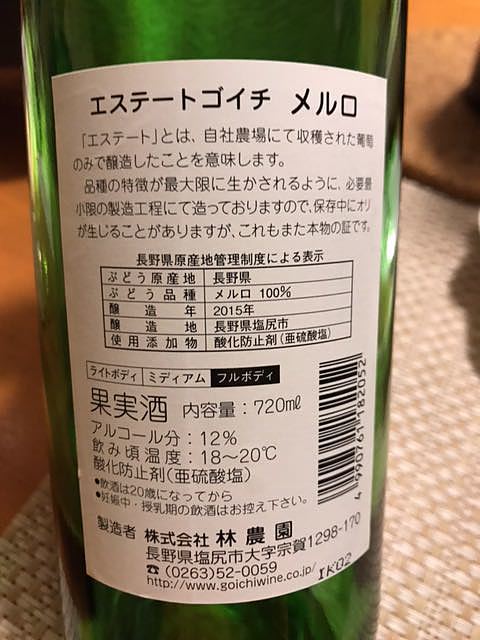 エステートゴイチ メルロ
「エステート」とは、自社農場にて収穫された葡萄
のみで醸造したことを意味します。
品種の特徴が最大限に生かされるように、必要最
小限の製造工程にて造っておりますので、保存中にオリ
が生じることがありますが、これもまた本物の証です。
長野県原産地管理制度による表示
ぶどう原産地 長野県
ぶどう品種 メルロ 100%
醸造年 2015年
醸造地 長野県塩尻市
使用添加物 酸化防止剤(亜硫酸塩)
ライトボディ ミディアム フルボディ
果実酒 内容量:720㎖
アルコール分:12%
飲み頃温度:18~20℃
酸化防止剤(亜硫酸塩)
●飲酒は20歳になってから
●妊娠中・授乳期の飲酒はお控え下さい。
4990761182052
製造者 株式会社 林農園
長野県塩尻市大字宗賀1298-170
☎(0263)52-0059
http://www.goichiwine.co.jp/
IK02